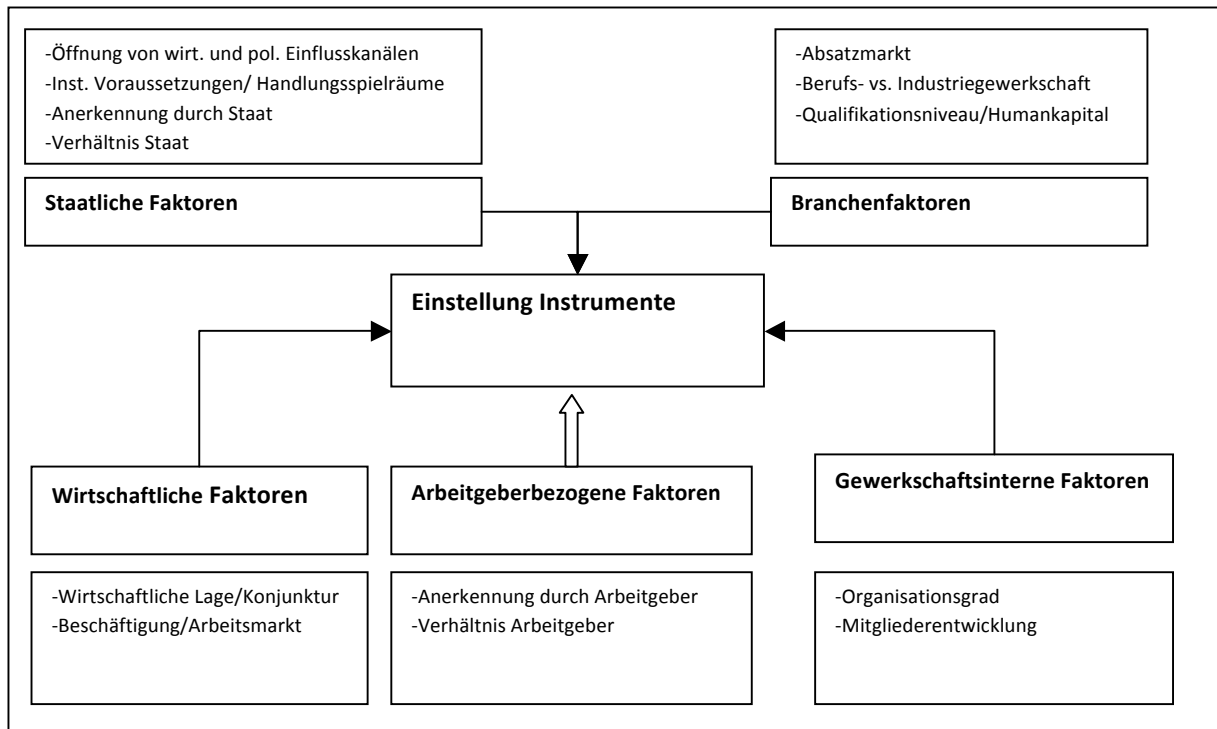 -Öffnung von wirt. und pol. Einflusskanälen
-Inst. Voraussetzungen/ Handlungsspielräume
-Anerkennung durch Staat
-Verhältnis Staat
Staatliche Faktoren
-Absatzmarkt
-Berufs- vs. Industriegewerkschaft
-Qualifikationsniveau/Humankapital
Branchenfaktoren
Einstellung Instrumente
Wirtschaftliche Faktoren
-Wirtschaftliche Lage/Konjunktur
-Beschäftigung/Arbeitsmarkt
Arbeitgeberbezogene Faktoren
-Anerkennung durch Arbeitgeber
-Verhältnis Arbeitgeber
Gewerkschaftsinterne Faktoren
-Organisationsgrad
-Mitgliederentwicklung